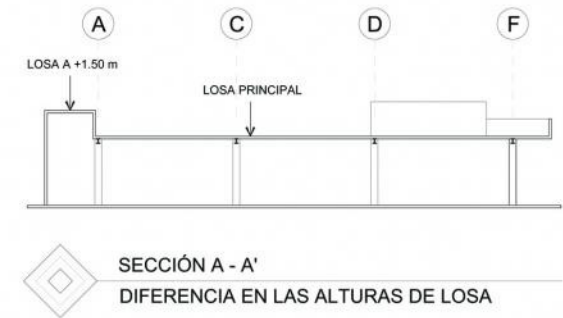 A C D F
LOSA A +1.50 m
LOSA PRINCIPAL
SECCIÓN A - A'
DIFERENCIA EN LAS ALTURAS DE LOSA